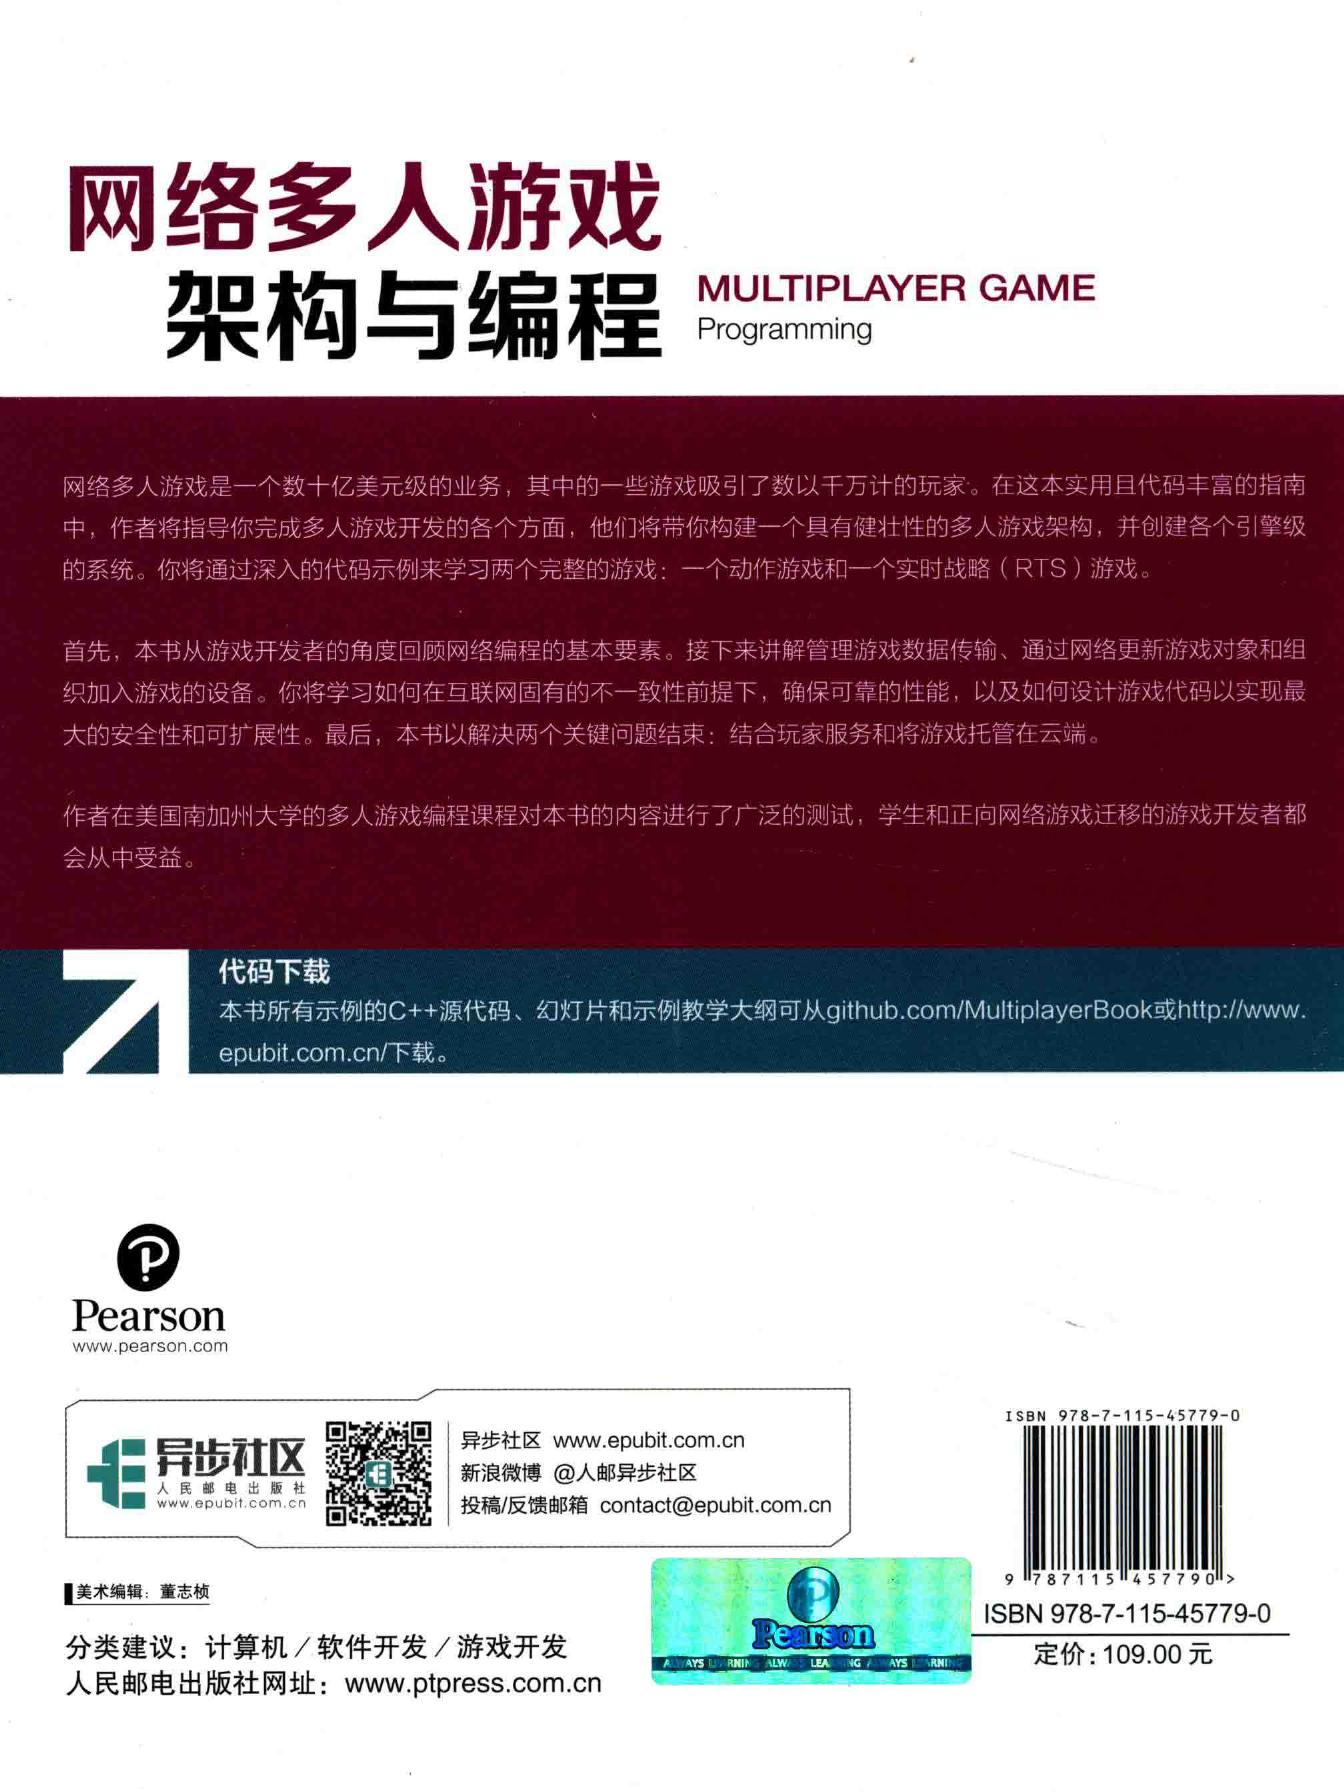 网络多人游戏
架构与编程
MULTIPLAYER GAME
Programming
网络多人游戏是一个数十亿美元级的业务，其中的一些游戏吸引了数以千万计的玩家。在这本实用且代码丰富的指南
中，作者将指导你完成多人游戏开发的各个方面，他们将带你构建一个具有健壮性的多人游戏架构，并创建各个引擎级
的系统。你将通过深入的代码示例来学习两个完整的游戏：一个动作游戏和一个实时战略（RTS）游戏。
首先，本书从游戏开发者的角度回顾网络编程的基本要素。接下来讲解管理游戏数据传输、通过网络更新游戏对象和组
织加入游戏的设备。你将学习如何在互联网固有的不一致性前提下，确保可靠的性能，以及如何设计游戏代码以实现最
大的安全性和可扩展性。最后，本书以解决两个关键问题结束：结合玩家服务和将游戏托管在云端。
作者在美国南加州大学的多人游戏编程课程对本书的内容进行了广泛的测试，学生和正向网络游戏迁移的游戏开发者都
会从中受益。
代码下载
本书所有示例的C++源代码、幻灯片和示例教学大纲可从github.com/MultiplayerBook或http://www.
epubit.com.cn/下载。
Pearson
www.pearson.com
异步社区
人民邮电出版社
www.epubit.com.cn
异步社区 www.epubit.com.cn
新浪微博 @人邮异步社区
投稿/反馈邮箱 contact@epubit.com.cn
美术编辑：董志桢
分类建议：计算机／软件开发／游戏开发
人民邮电出版社网址：www.ptpress.com.cn
Pearson
ALWAYS LEARNING ALWAYS LEARNING ALWAYS LEARNING
ISBN 978-7-115-45779-0
9 787115 457790 >
ISBN 978-7-115-45779-0
定价：109.00 元